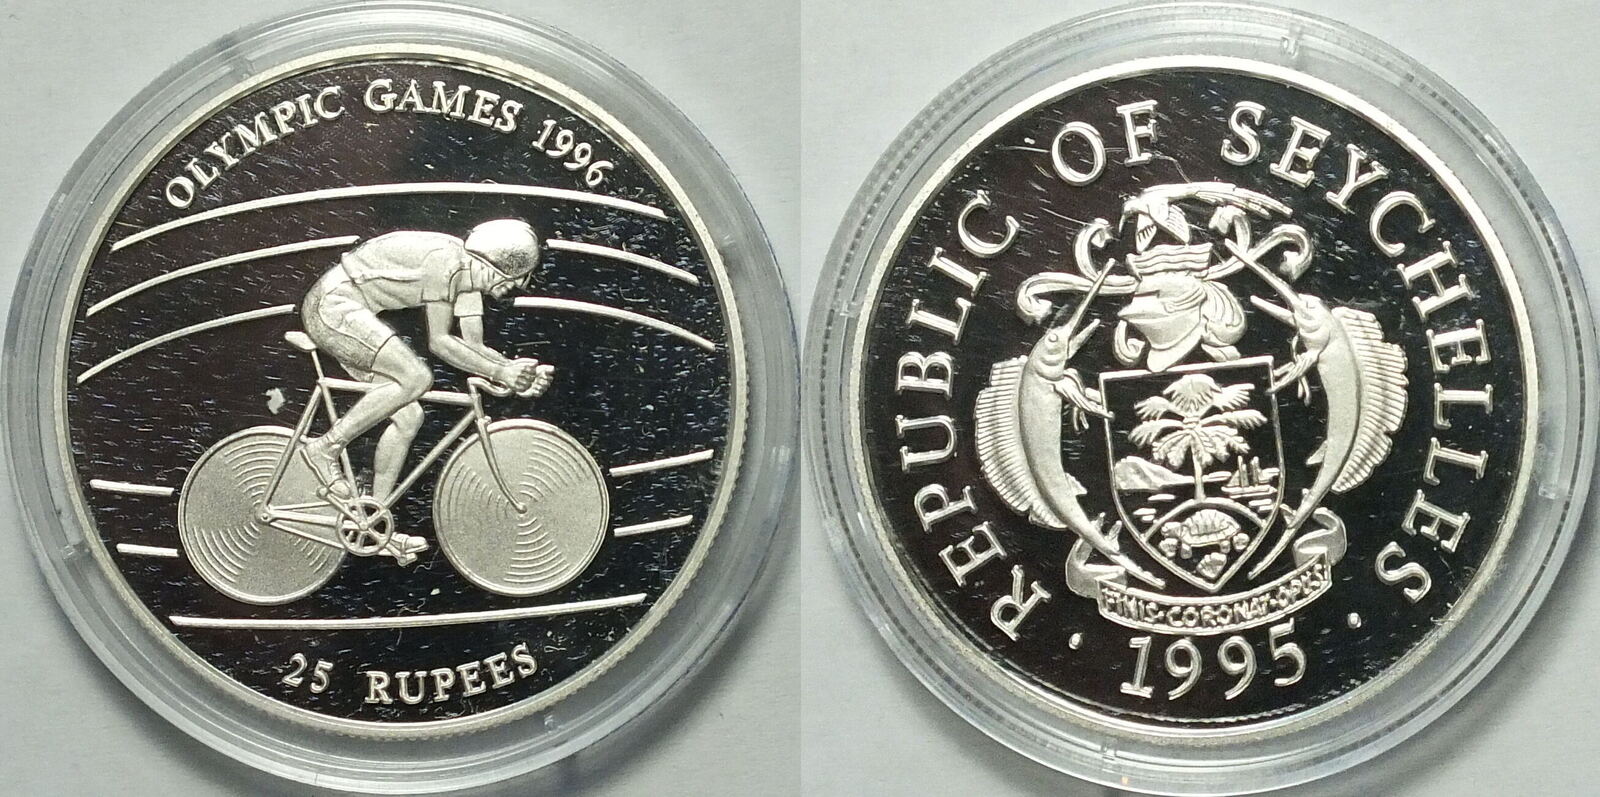 OLYMPIC GAMES 1996
25 RUPEES
REPUBLIC OF SEYCHELLES
FINIS·CORONAT·OPUS
· 1995 ·